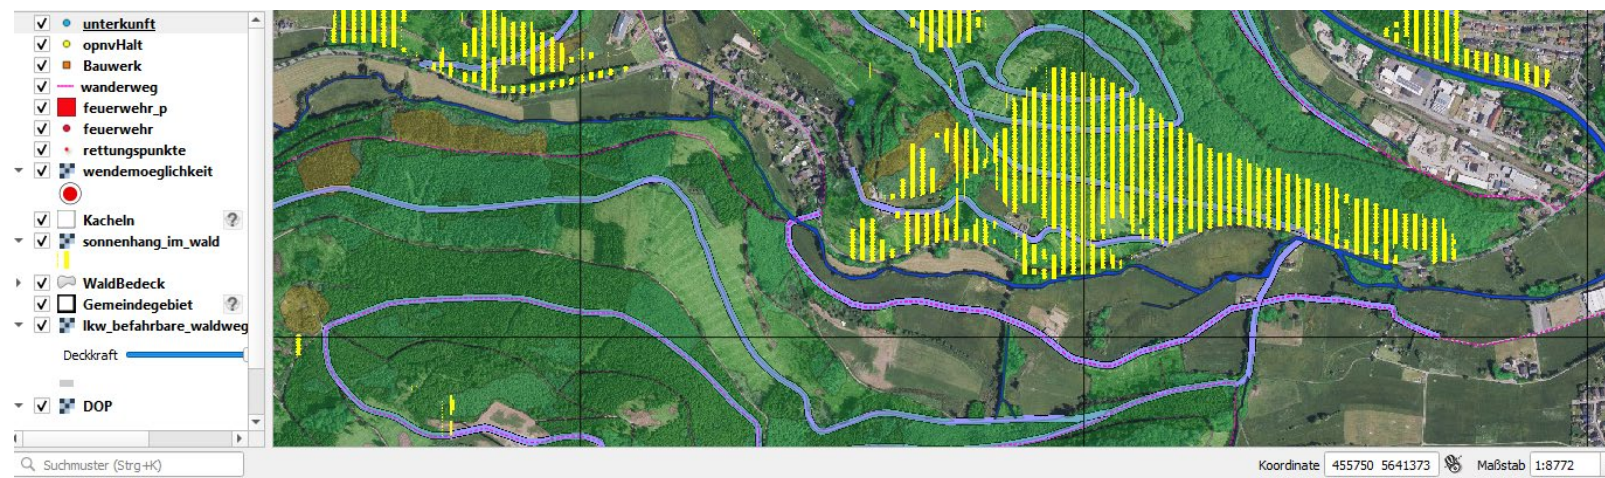 unterkunft
opnvHalt
Bauwerk
wanderweg
feuerwehr_p
feuerwehr
rettungspunkte
wendemoeglichkeit
Kacheln ?
sonnenhang_im_wald
WaldBedeck
Gemeindegebiet ?
lkw_befahrbare_waldweg
Deckkraft
DOP
Suchmuster (Strg+K)
Koordinate 455750 5641373 Maßstab 1:8772